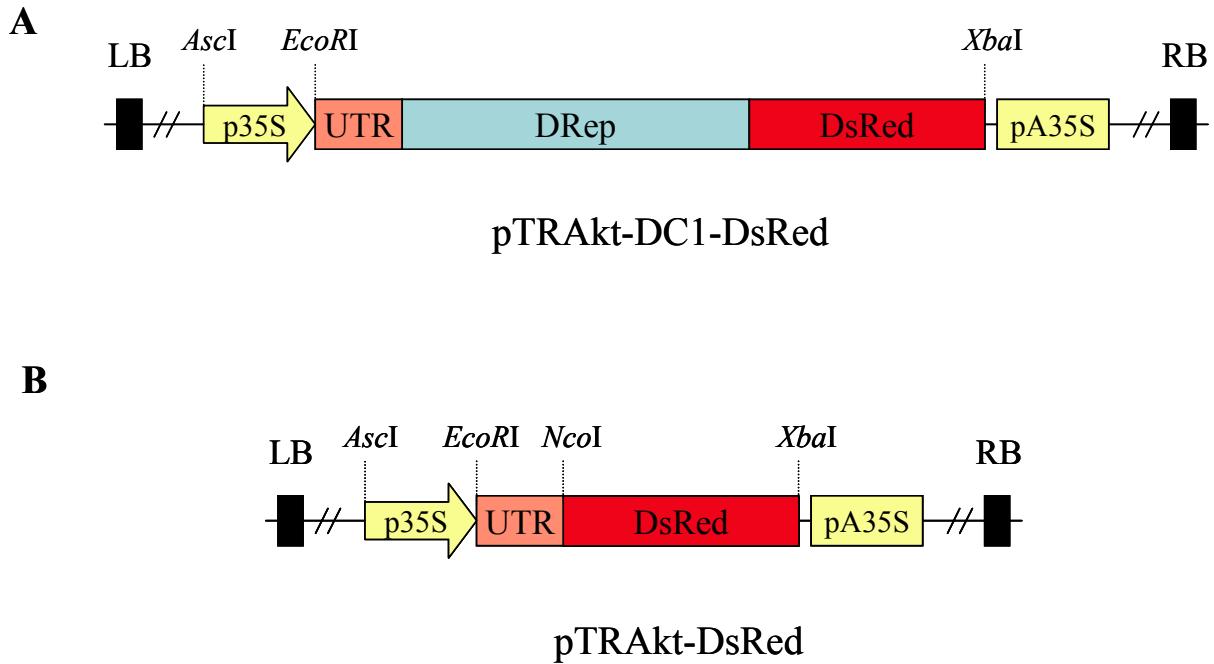 A
AscI EcoRI XbaI
LB RB
p35S UTR DRep DsRed pA35S
pTRAkt-DC1-DsRed
B
AscI EcoRI NcoI XbaI
LB RB
p35S UTR DsRed pA35S
pTRAkt-DsRed